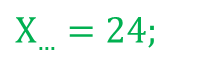 X... = 24;